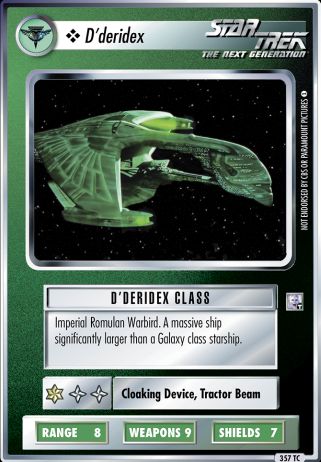 ❖ D'deridex
STAR TREK
THE NEXT GENERATION
NOT ENDORSED BY CBS OR PARAMOUNT PICTURES
D'DERIDEX CLASS
Imperial Romulan Warbird. A massive ship
significantly larger than a Galaxy class starship.
Cloaking Device, Tractor Beam
RANGE 8 WEAPONS 9 SHIELDS 7
357 TC